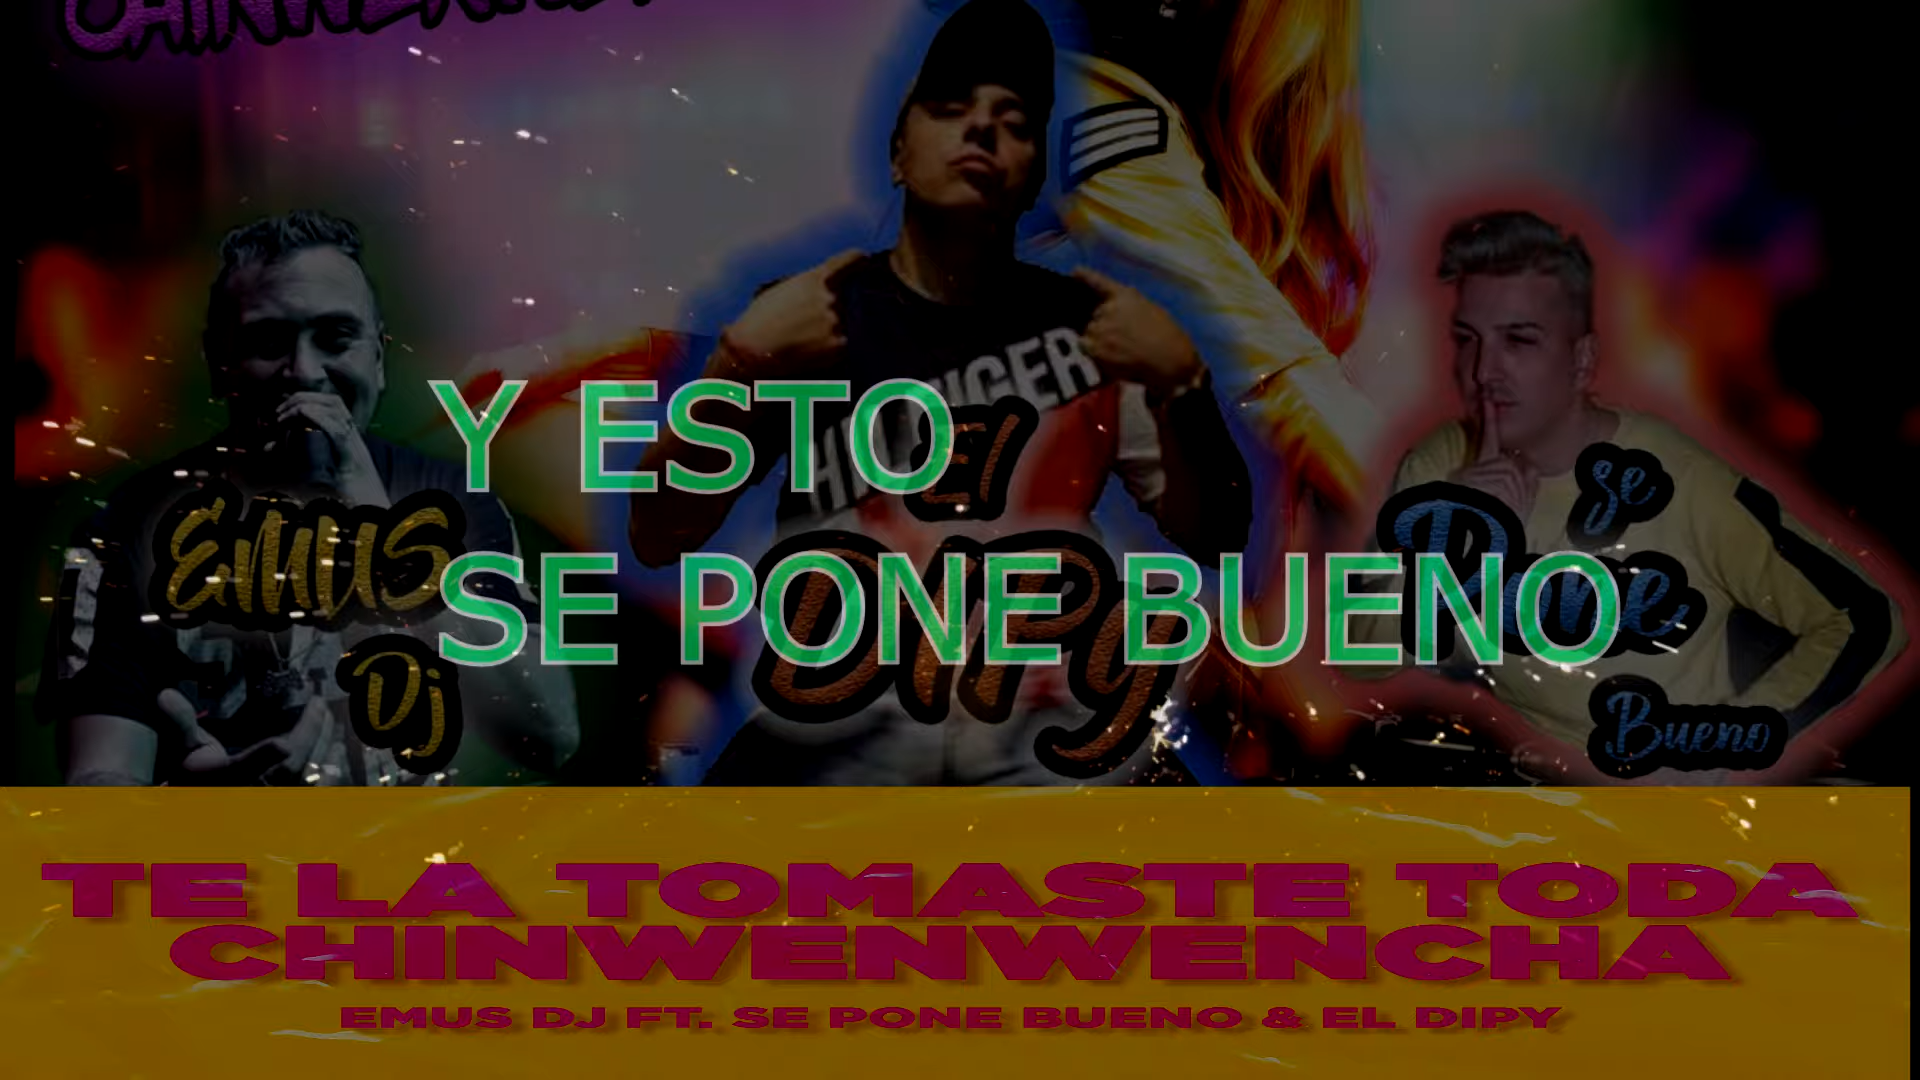 Y ESTO
SE PONE BUENO
EMUS
Dj
El
DIPY
se
Pone
Bueno
TE LA TOMASTE TODA
CHINWENWENCHA
EMUS DJ FT. SE PONE BUENO & EL DIPY